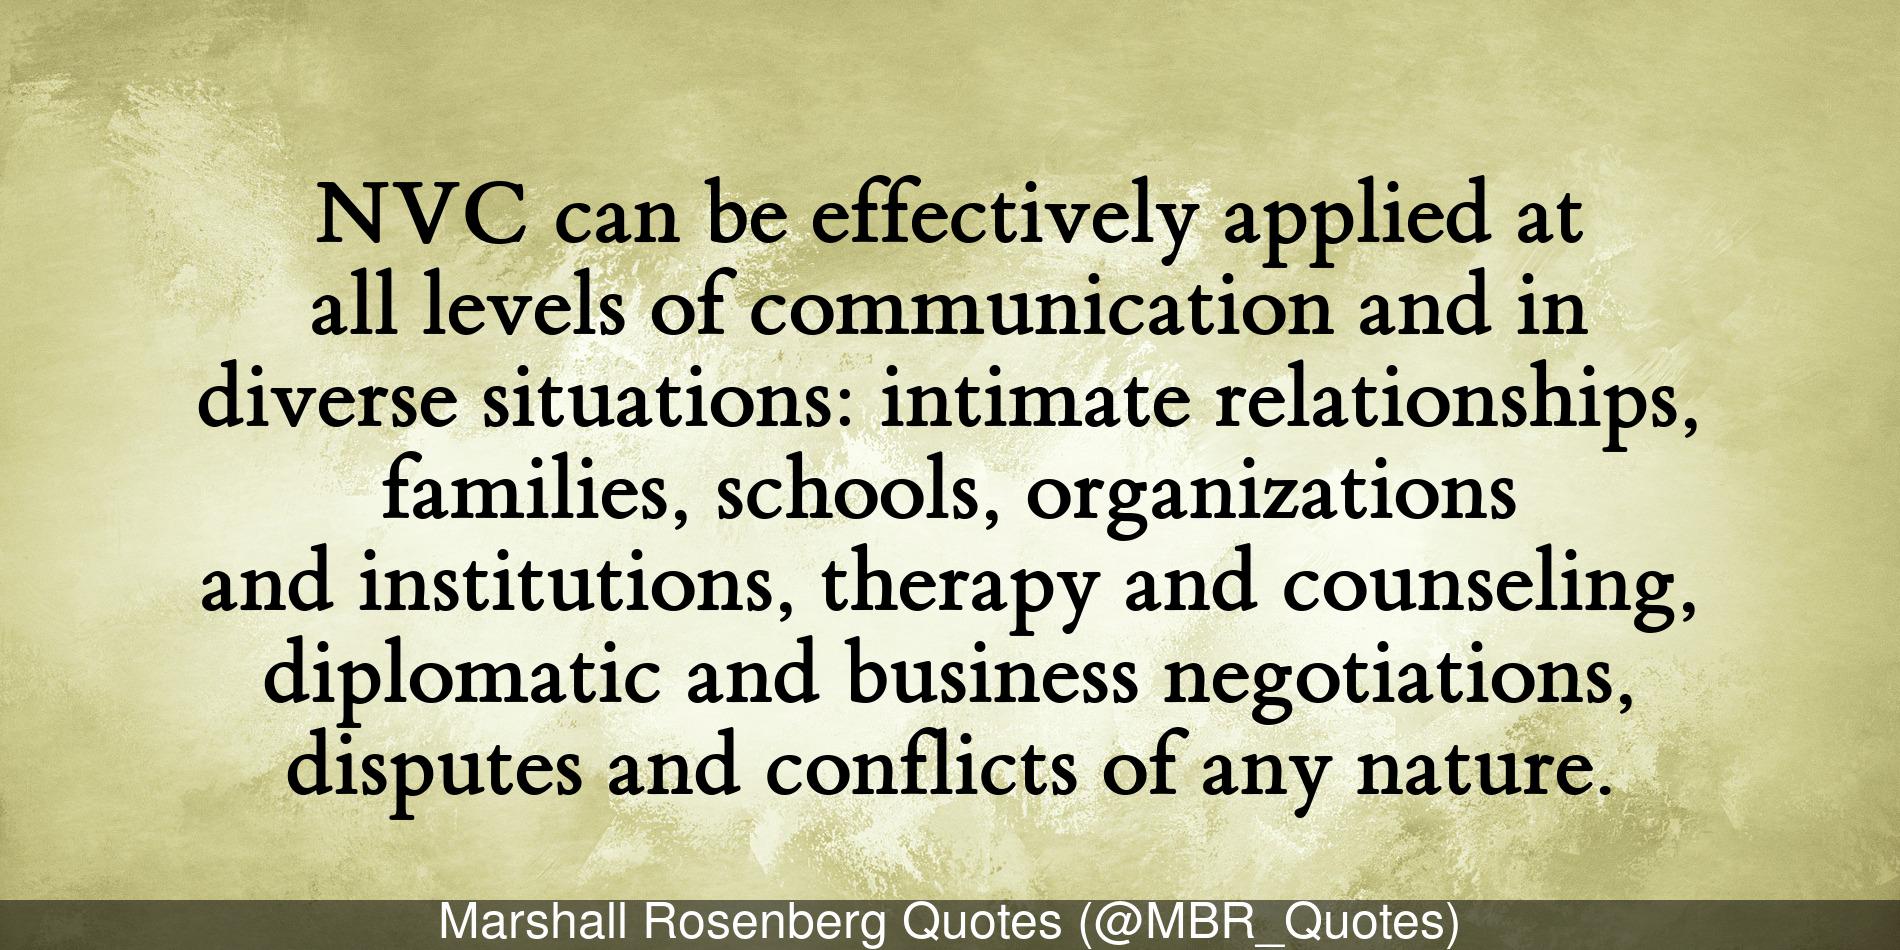 NVC can be effectively applied at
all levels of communication and in
diverse situations: intimate relationships,
families, schools, organizations
and institutions, therapy and counseling,
diplomatic and business negotiations,
disputes and conflicts of any nature.
Marshall Rosenberg Quotes (@MBR_Quotes)